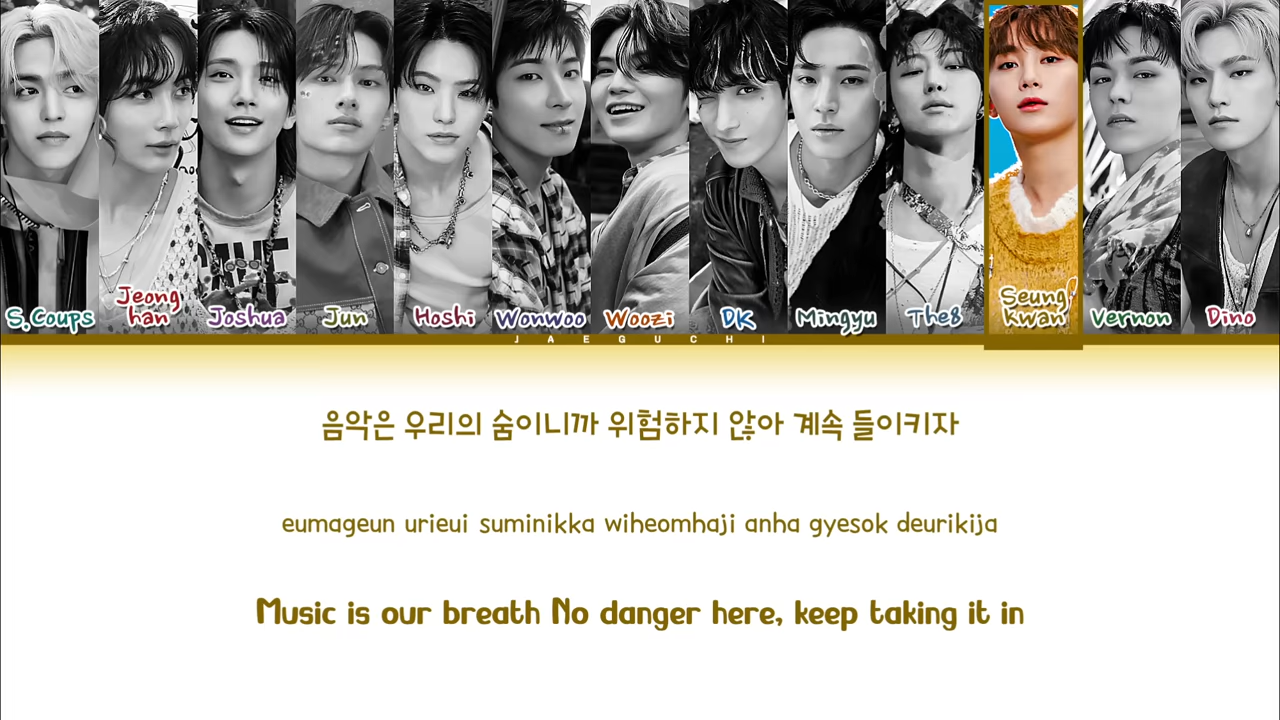 S.Coups
Jeong han
Joshua
Jun
Hoshi
Wonwoo
Woozi
DK
Mingyu
The8
Seung kwan
Vernon
Dino
JAEGUCHI
음악은 우리의 숨이니까 위험하지 않아 계속 들이키자
eumageun urieui suminikka wiheomhaji anha gyesok deurikija
Music is our breath No danger here, keep taking it in